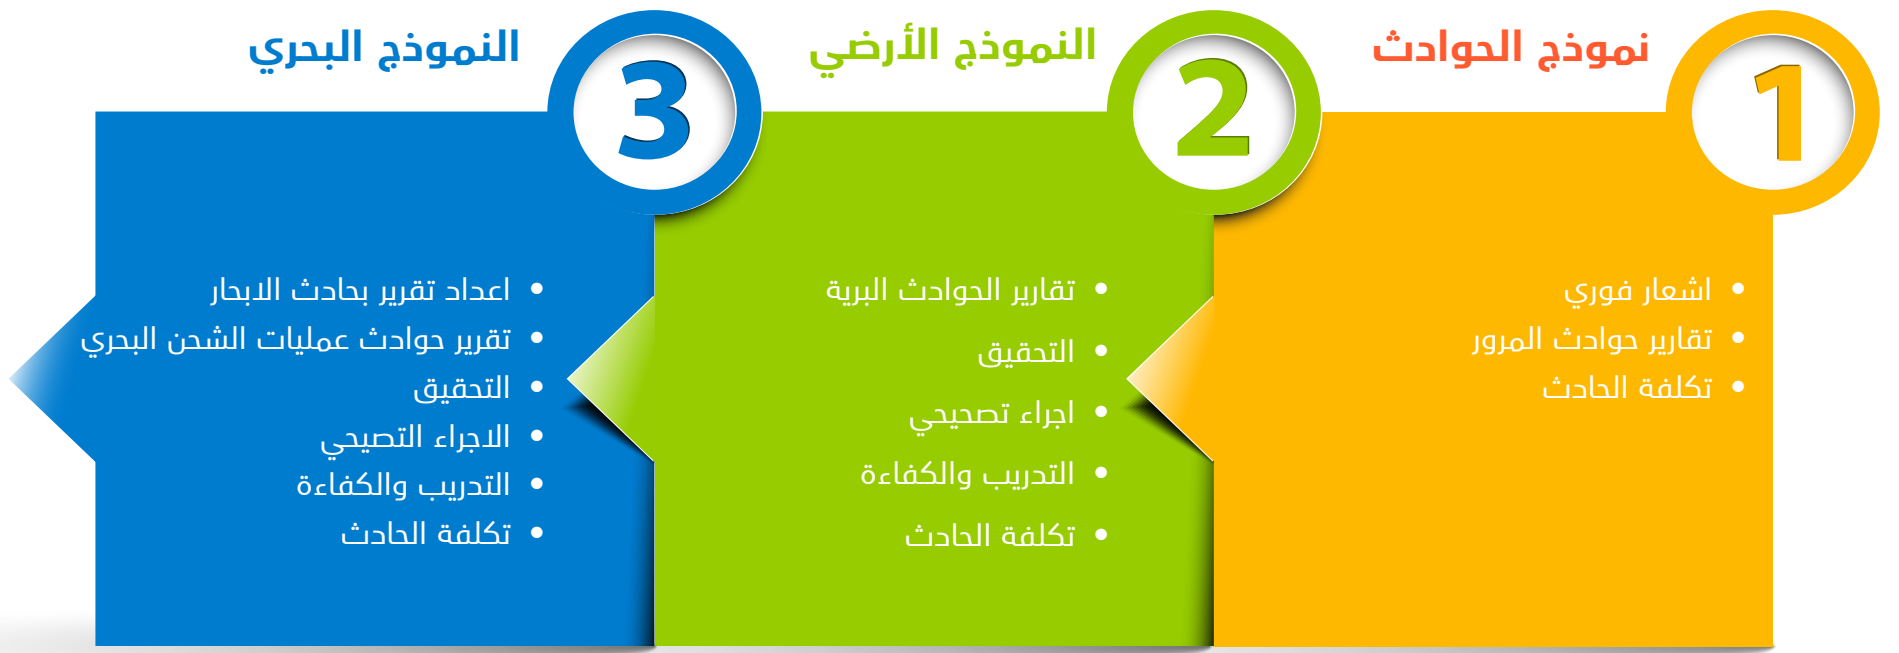 1
نموذج الحوادث
• اشعار فوري
• تقارير حوادث المرور
• تكلفة الحادث
2
النموذج الأرضي
• تقارير الحوادث البرية
• التحقيق
• اجراء تصحيحي
• التدريب والكفاءة
• تكلفة الحادث
3
النموذج البحري
• اعداد تقرير بحادث الابحار
• تقرير حوادث عمليات الشحن البحري
• التحقيق
• الاجراء التصيحي
• التدريب والكفاءة
• تكلفة الحادث